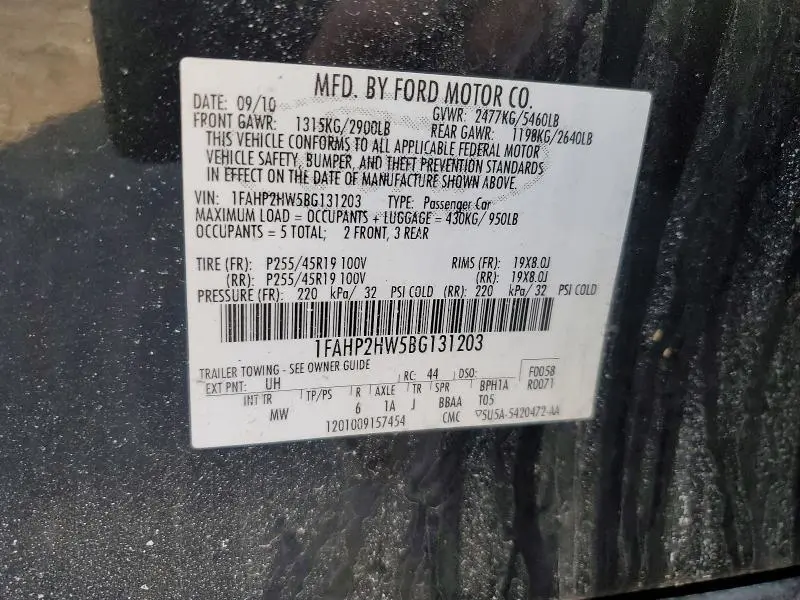 MFD. BY FORD MOTOR CO.
DATE: 09/10 GVWR: 2477KG/5460LB
FRONT GAWR: 1315KG/2900LB REAR GAWR: 1198KG/2640LB
THIS VEHICLE CONFORMS TO ALL APPLICABLE FEDERAL MOTOR
VEHICLE SAFETY, BUMPER, AND THEFT PREVENTION STANDARDS
IN EFFECT ON THE DATE OF MANUFACTURE SHOWN ABOVE.
VIN: 1FAHP2HW5BG131203 TYPE: Passenger Car
MAXIMUM LOAD = OCCUPANTS + LUGGAGE = 430KG/ 950LB
OCCUPANTS = 5 TOTAL; 2 FRONT, 3 REAR
TIRE (FR): P255/45R19 100V RIMS (FR): 19X8.0J
(RR): P255/45R19 100V (RR): 19X8.0J
PRESSURE (FR): 220 kPa/ 32 PSI COLD (RR): 220 kPa/ 32 PSI COLD
1FAHP2HW5BG131203
TRAILER TOWING - SEE OWNER GUIDE RC: 44 DSO: F0058
EXT PNT: UH R0071
INT TR TP/PS R AXLE TR SPR BPH1A
MW 6 1A J BBAA T05
1201009157454 CMC ▽5U5A-5420472-AA